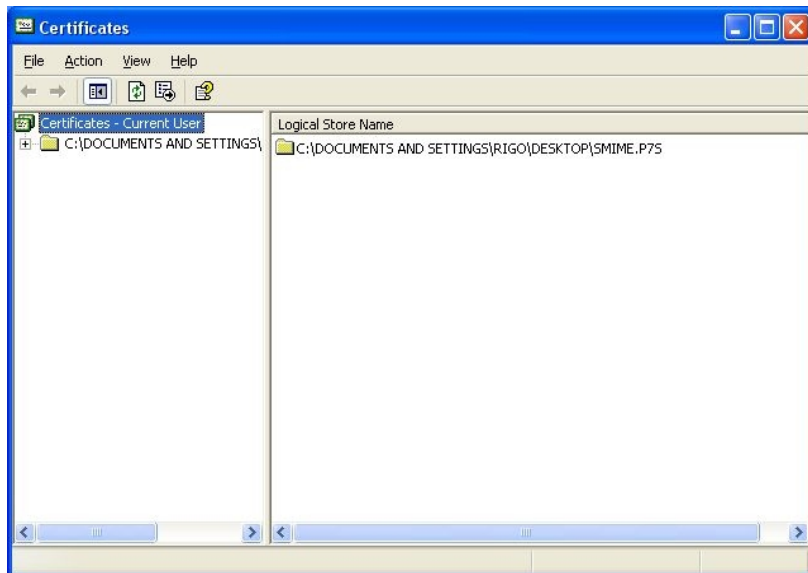 Certificates
File Action View Help
Certificates - Current User
C:\DOCUMENTS AND SETTINGS\
Logical Store Name
C:\DOCUMENTS AND SETTINGS\RIGO\DESKTOP\SMIME.P7S